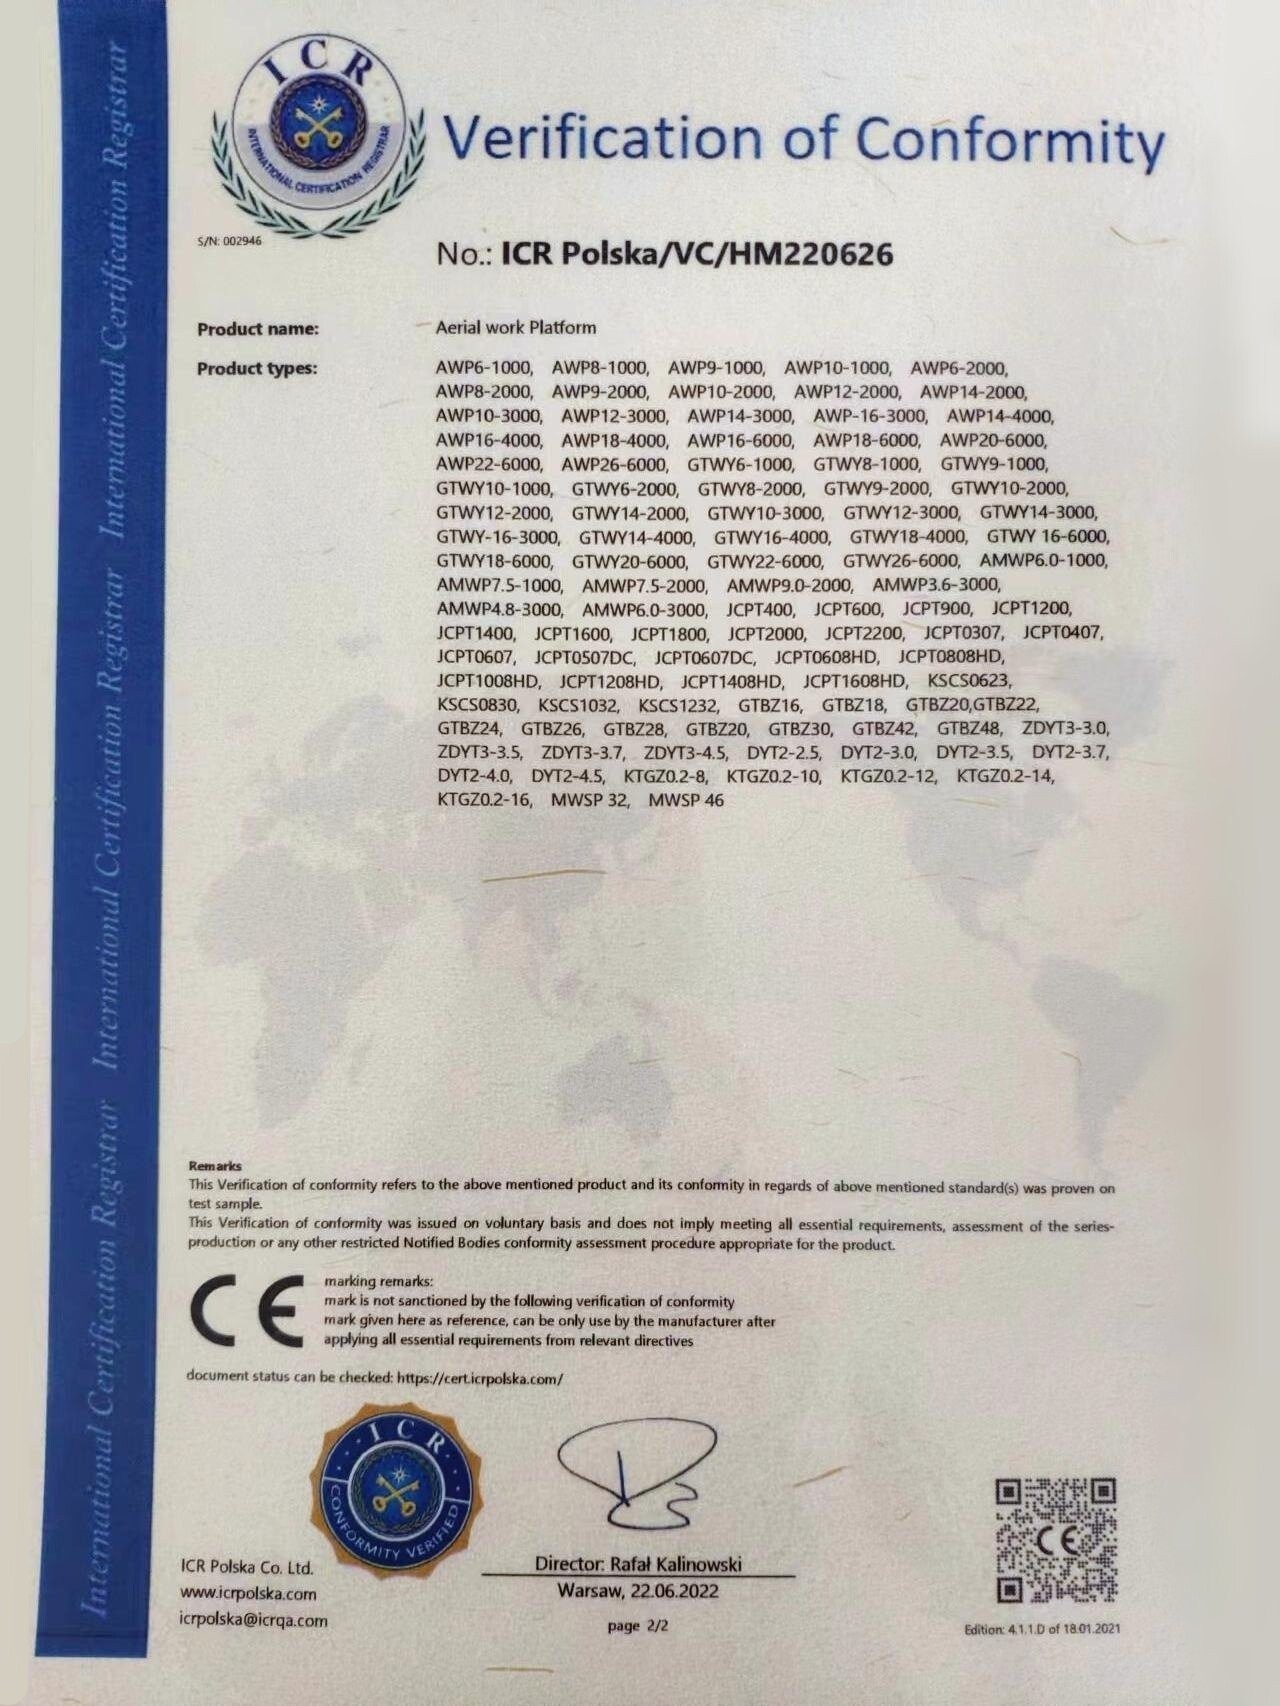 International Certification Registrar International Certification Registrar International Certification Registrar
ICR
INTERNATIONAL CERTIFICATION REGISTRAR
Verification of Conformity
S/N: 002946
No.: ICR Polska/VC/HM220626
Product name: Aerial work Platform
Product types: AWP6-1000, AWP8-1000, AWP9-1000, AWP10-1000, AWP6-2000,
AWP8-2000, AWP9-2000, AWP10-2000, AWP12-2000, AWP14-2000,
AWP10-3000, AWP12-3000, AWP14-3000, AWP-16-3000, AWP14-4000,
AWP16-4000, AWP18-4000, AWP16-6000, AWP18-6000, AWP20-6000,
AWP22-6000, AWP26-6000, GTWY6-1000, GTWY8-1000, GTWY9-1000,
GTWY10-1000, GTWY6-2000, GTWY8-2000, GTWY9-2000, GTWY10-2000,
GTWY12-2000, GTWY14-2000, GTWY10-3000, GTWY12-3000, GTWY14-3000,
GTWY-16-3000, GTWY14-4000, GTWY16-4000, GTWY18-4000, GTWY 16-6000,
GTWY18-6000, GTWY20-6000, GTWY22-6000, GTWY26-6000, AMWP6.0-1000,
AMWP7.5-1000, AMWP7.5-2000, AMWP9.0-2000, AMWP3.6-3000,
AMWP4.8-3000, AMWP6.0-3000, JCPT400, JCPT600, JCPT900, JCPT1200,
JCPT1400, JCPT1600, JCPT1800, JCPT2000, JCPT2200, JCPT0307, JCPT0407,
JCPT0607, JCPT0507DC, JCPT0607DC, JCPT0608HD, JCPT0808HD,
JCPT1008HD, JCPT1208HD, JCPT1408HD, JCPT1608HD, KSCS0623,
KSCS0830, KSCS1032, KSCS1232, GTBZ16, GTBZ18, GTBZ20,GTBZ22,
GTBZ24, GTBZ26, GTBZ28, GTBZ20, GTBZ30, GTBZ42, GTBZ48, ZDYT3-3.0,
ZDYT3-3.5, ZDYT3-3.7, ZDYT3-4.5, DYT2-2.5, DYT2-3.0, DYT2-3.5, DYT2-3.7,
DYT2-4.0, DYT2-4.5, KTGZ0.2-8, KTGZ0.2-10, KTGZ0.2-12, KTGZ0.2-14,
KTGZ0.2-16, MWSP 32, MWSP 46
Remarks
This Verification of conformity refers to the above mentioned product and its conformity in regards of above mentioned standard(s) was proven on
test sample.
This Verification of conformity was issued on voluntary basis and does not imply meeting all essential requirements, assessment of the series-
production or any other restricted Notified Bodies conformity assessment procedure appropriate for the product.
CE
marking remarks:
mark is not sanctioned by the following verification of conformity
mark given here as reference, can be only use by the manufacturer after
applying all essential requirements from relevant directives
document status can be checked: https://cert.icrpolska.com/
ICR
CONFORMITY VERIFIED
CE
ICR Polska Co. Ltd.
www.icrpolska.com
icrpolska@icrqa.com
Director: Rafał Kalinowski
Warsaw, 22.06.2022
page 2/2
Edition: 4.1.1.D of 18.01.2021